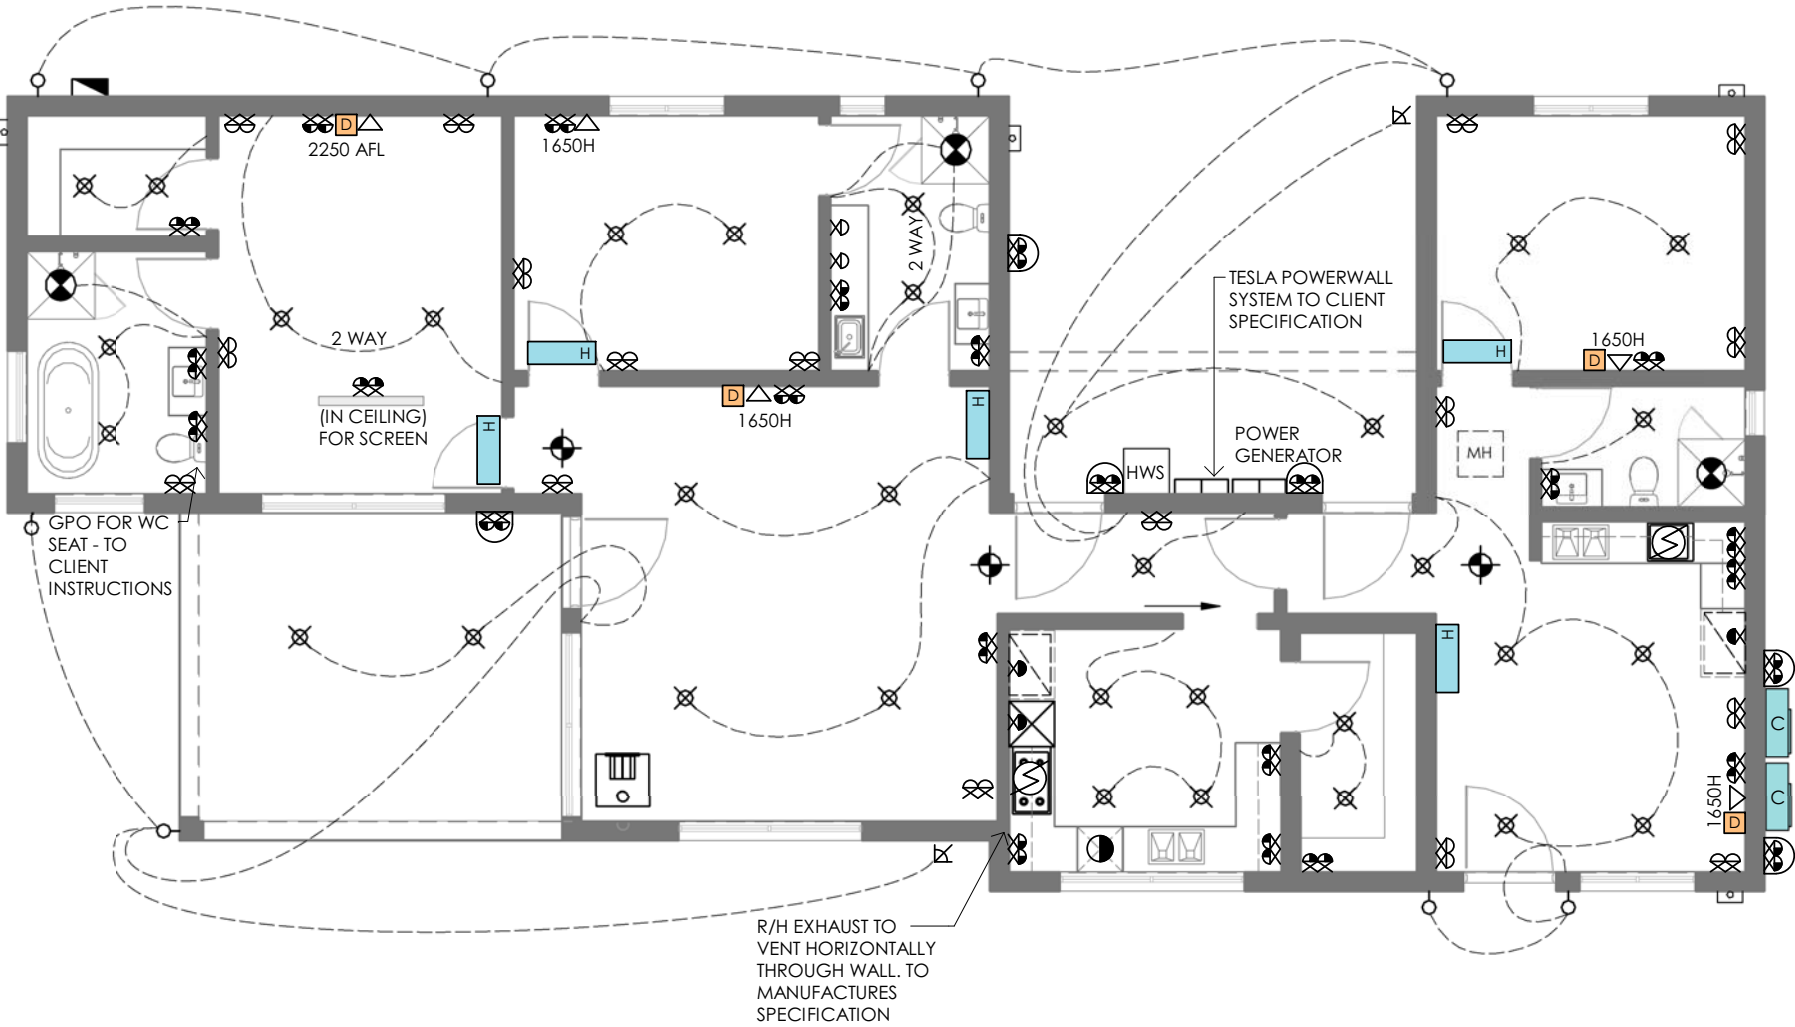 D
2250 AFL
1650H
2 WAY
TESLA POWERWALL
SYSTEM TO CLIENT
SPECIFICATION
2 WAY
(IN CEILING)
FOR SCREEN
H
H
D
1650H
H
H
1650H
D
HWS
POWER
GENERATOR
MH
GPO FOR WC
SEAT - TO
CLIENT
INSTRUCTIONS
H
C
C
1650H
D
R/H EXHAUST TO
VENT HORIZONTALLY
THROUGH WALL. TO
MANUFACTURES
SPECIFICATION